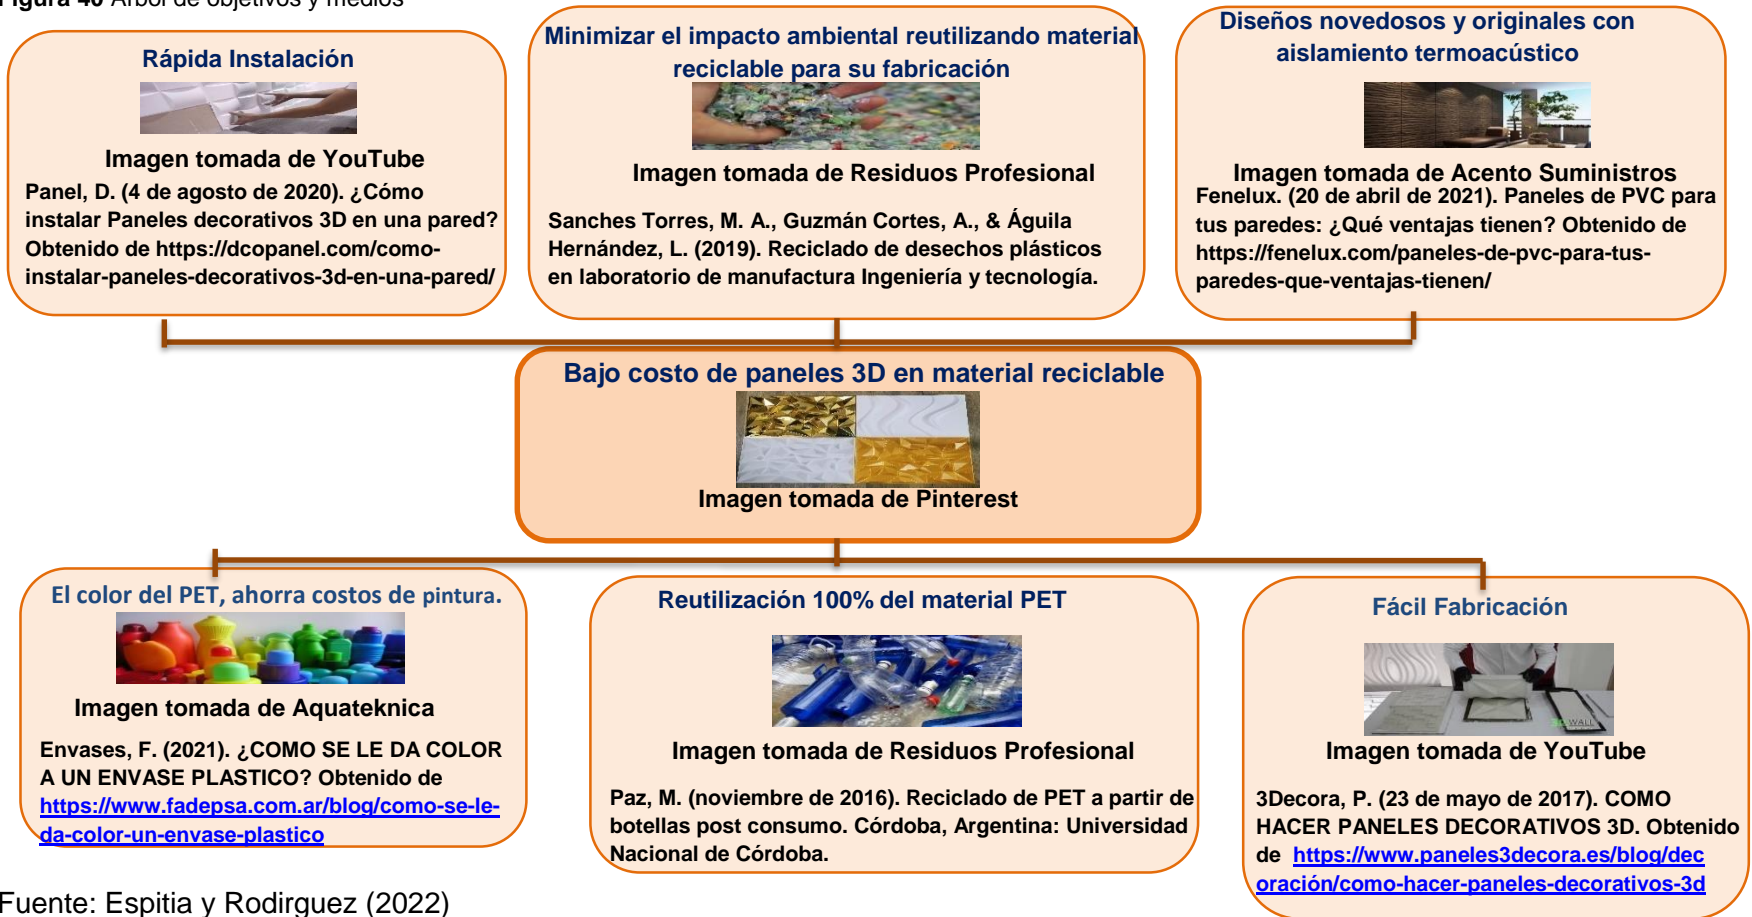 Figura 40 Árbol de objetivos y medios
Rápida Instalación
Imagen tomada de YouTube
Panel, D. (4 de agosto de 2020). ¿Cómo
instalar Paneles decorativos 3D en una pared?
Obtenido de https://dcopanel.com/como-
instalar-paneles-decorativos-3d-en-una-pared/
Minimizar el impacto ambiental reutilizando material
reciclable para su fabricación
Imagen tomada de Residuos Profesional
Sanches Torres, M. A., Guzmán Cortes, A., & Águila
Hernández, L. (2019). Reciclado de desechos plásticos
en laboratorio de manufactura Ingeniería y tecnología.
Diseños novedosos y originales con
aislamiento termoacústico
Imagen tomada de Acento Suministros
Fenelux. (20 de abril de 2021). Paneles de PVC para
tus paredes: ¿Qué ventajas tienen? Obtenido de
https://fenelux.com/paneles-de-pvc-para-tus-
paredes-que-ventajas-tienen/
Bajo costo de paneles 3D en material reciclable
Imagen tomada de Pinterest
El color del PET, ahorra costos de pintura.
Imagen tomada de Aquateknica
Envases, F. (2021). ¿COMO SE LE DA COLOR
A UN ENVASE PLASTICO? Obtenido de
https://www.fadepsa.com.ar/blog/como-se-le-
da-color-un-envase-plastico
Reutilización 100% del material PET
Imagen tomada de Residuos Profesional
Paz, M. (noviembre de 2016). Reciclado de PET a partir de
botellas post consumo. Córdoba, Argentina: Universidad
Nacional de Córdoba.
Fácil Fabricación
WALL
Imagen tomada de YouTube
3Decora, P. (23 de mayo de 2017). COMO
HACER PANELES DECORATIVOS 3D. Obtenido
de https://www.paneles3decora.es/blog/dec
oración/como-hacer-paneles-decorativos-3d
Fuente: Espitia y Rodirguez (2022)